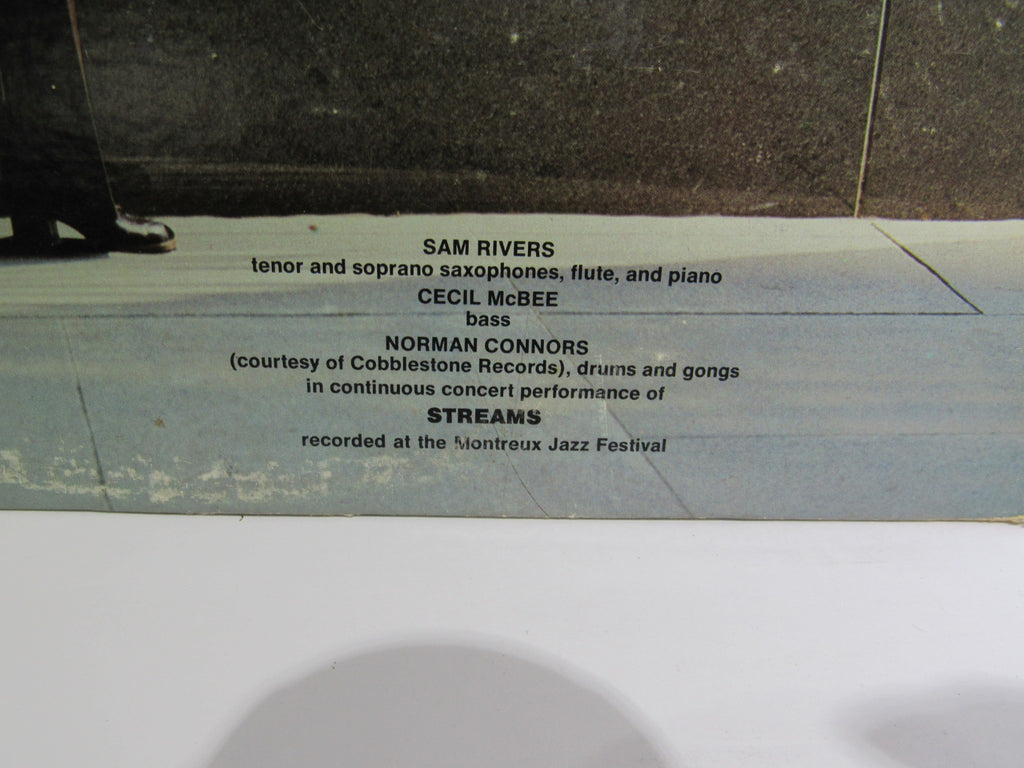 SAM RIVERS
tenor and soprano saxophones, flute, and piano
CECIL McBEE
bass
NORMAN CONNORS
(courtesy of Cobblestone Records), drums and gongs
in continuous concert performance of
STREAMS
recorded at the Montreux Jazz Festival